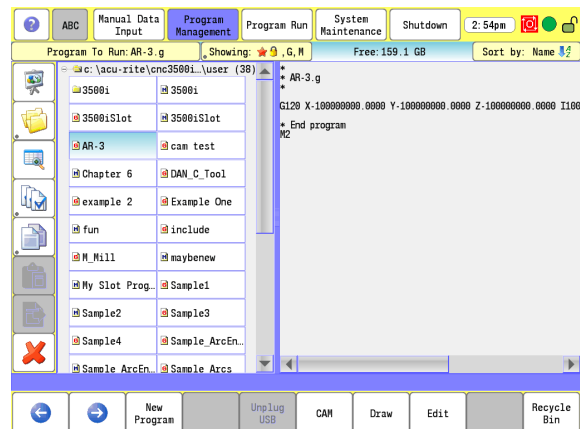 ?
ABC
Manual Data Input
Program Management
Program Run
System Maintenance
Shutdown
2:54pm
Program To Run: AR-3.g
Showing: , G, M
Free: 159.1 GB
Sort by: Name
c:\acu-rite\cnc3500i…\user (38)
3500i
3500i
3500iSlot
3500iSlot
AR-3
cam test
Chapter 6
DAN_C_Tool
example 2
Example One
fun
include
M_Mill
maybenew
My Slot Prog…
Sample1
Sample2
Sample3
Sample4
Sample_ArcEn…
Sample ArcEn…
Sample Arcs
*
* AR-3.g
*
G120 X-100000000.0000 Y-100000000.0000 Z-100000000.0000 I100
* End program
M2
New Program
Unplug USB
CAM
Draw
Edit
Recycle Bin